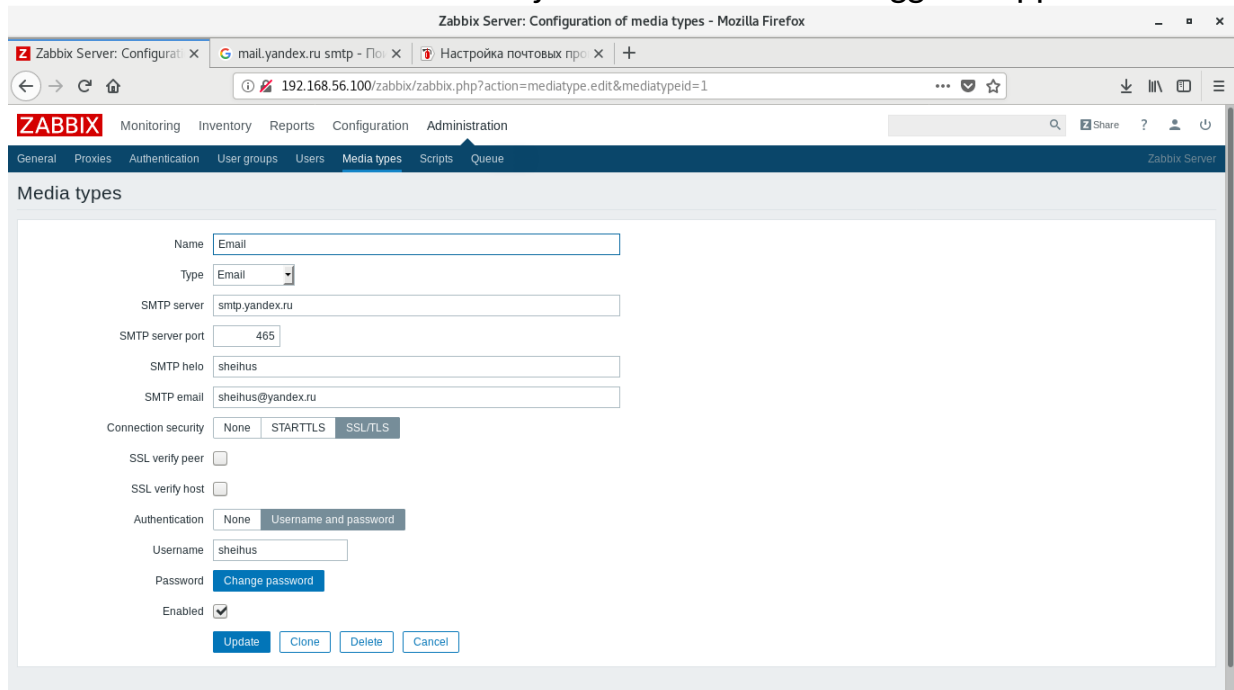 Zabbix Server: Configuration of media types - Mozilla Firefox
Zabbix Server: Configurati
mail.yandex.ru smtp - По
Настройка почтовых про
192.168.56.100/zabbix/zabbix.php?action=mediatype.edit&mediatypeid=1
ZABBIX Monitoring Inventory Reports Configuration Administration Z Share ?
General Proxies Authentication User groups Users Media types Scripts Queue Zabbix Server
Media types
Name Email
Type Email
SMTP server smtp.yandex.ru
SMTP server port 465
SMTP helo sheihus
SMTP email sheihus@yandex.ru
Connection security None STARTTLS SSL/TLS
SSL verify peer
SSL verify host
Authentication None Username and password
Username sheihus
Password Change password
Enabled
Update Clone Delete Cancel